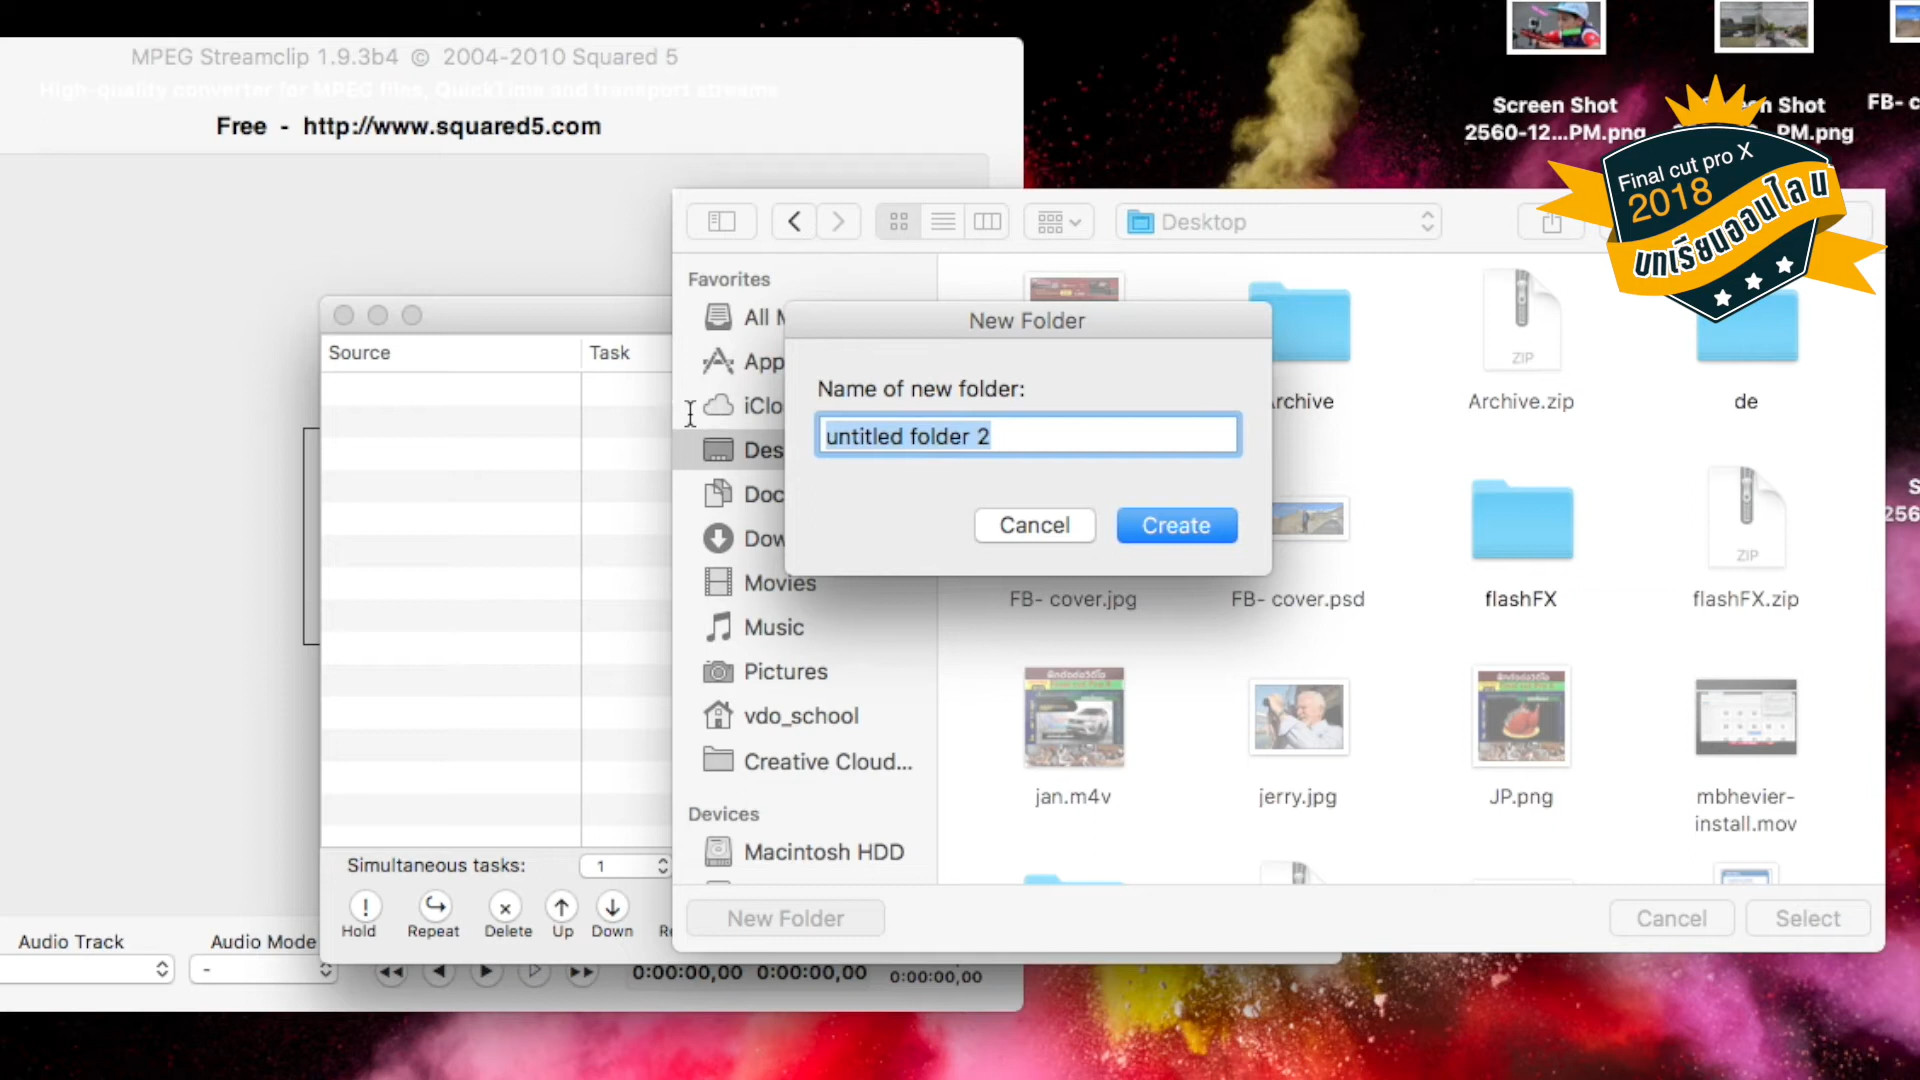 MPEG Streamclip 1.9.3b4 © 2004-2010 Squared 5
High-quality converter for MPEG files, QuickTime and transport streams
Free - http://www.squared5.com
Screen Shot
2560-12...PM.png
Shot
PM.png
FB- c
Final cut pro X
2018
บทเรียนออนไลน์
Desktop
Favorites
All M
App
iClo
Des
Doc
Dow
Movies
Music
Pictures
vdo_school
Creative Cloud...
Devices
Macintosh HDD
New Folder
Name of new folder:
untitled folder 2
Cancel
Create
rchive
ZIP
Archive.zip
de
FB- cover.jpg
FB- cover.psd
flashFX
ZIP
flashFX.zip
jan.m4v
jerry.jpg
JP.png
mbhevier-
install.mov
S
256
New Folder
Cancel
Select
Source
Task
Simultaneous tasks:
1
Hold
Repeat
Delete
Up
Down
Re
Audio Track
Audio Mode
-
0:00:00,00
0:00:00,00
0:00:00,00